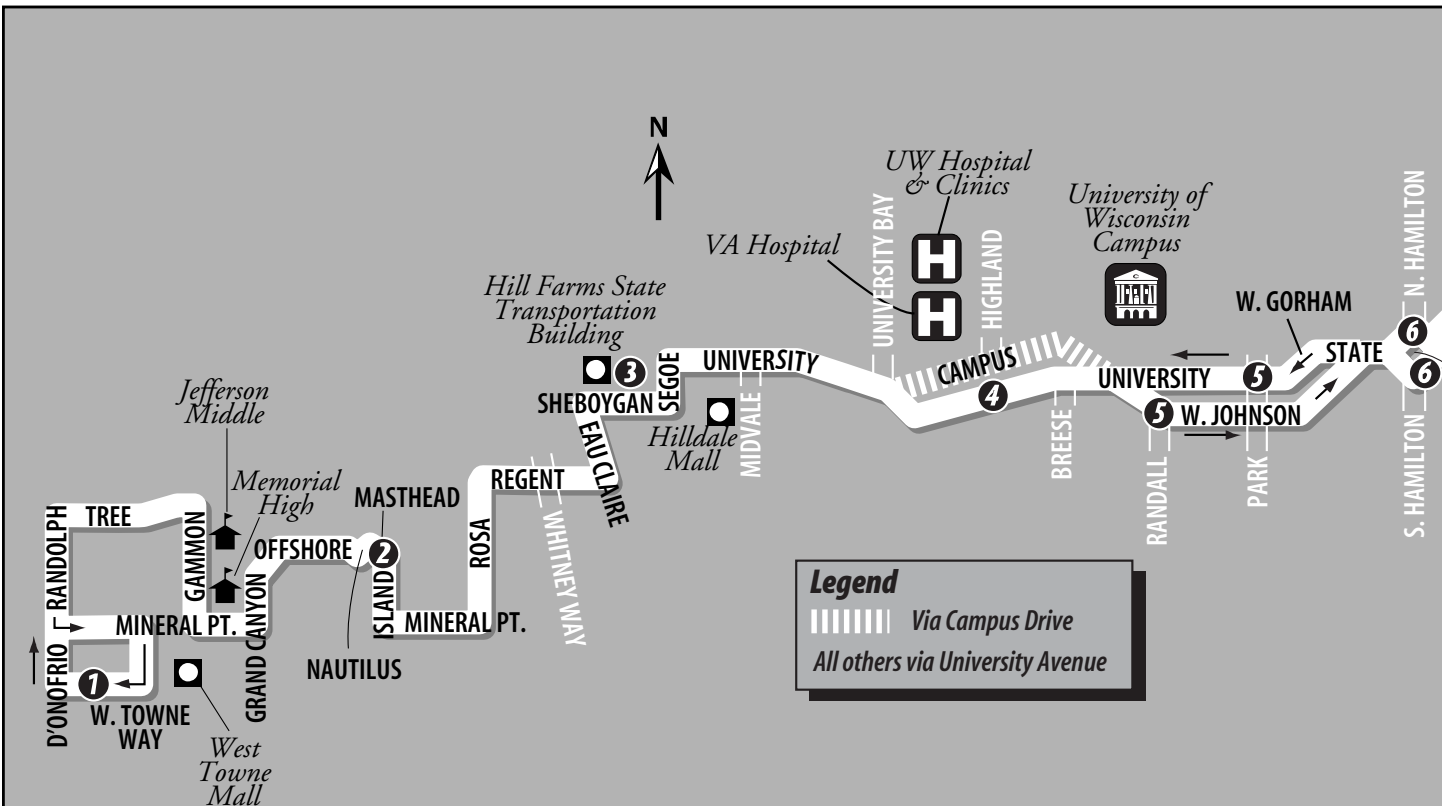 N
UW Hospital
& Clinics
University of
Wisconsin
Campus
VA Hospital
UNIVERSITY BAY
HIGHLAND
N. HAMILTON
Hill Farms State
Transportation
Building
W. GORHAM
6
3
SEGOE
UNIVERSITY
CAMPUS
STATE
4
UNIVERSITY
5
6
Jefferson
Middle
SHEBOYGAN
EAU CLAIRE
Hilldale
Mall
MIDVALE
BREESE
5
W. JOHNSON
RANDALL
PARK
S. HAMILTON
Memorial
High
MASTHEAD
REGENT
WHITNEY WAY
RANDOLPH
TREE
GAMMON
OFFSHORE
2
ROSA
MINERAL PT.
GRAND CANYON
ISLAND
MINERAL PT.
NAUTILUS
D'ONOFRIO
1
W. TOWNE
WAY
West
Towne
Mall
Legend
Via Campus Drive
All others via University Avenue
H
H